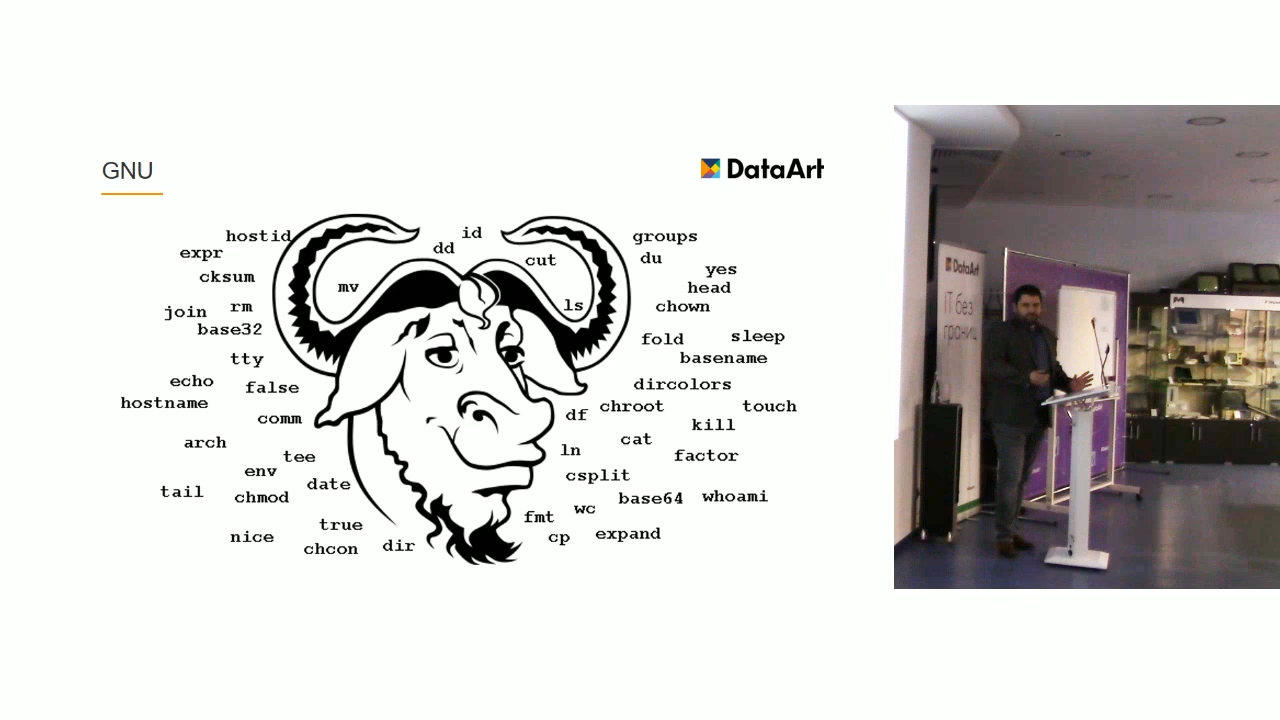 GNU
DataArt
hostid
id
groups
expr
dd
cut
du
yes
cksum
mv
head
join
rm
ls
chown
base32
fold
sleep
tty
basename
echo
false
dircolors
hostname
comm
df
chroot
touch
arch
kill
tee
ln
cat
factor
env
csplit
tail
chmod
date
base64
whoami
true
fmt
wc
nice
chcon
dir
cp
expand
DataArt
IT без
границ